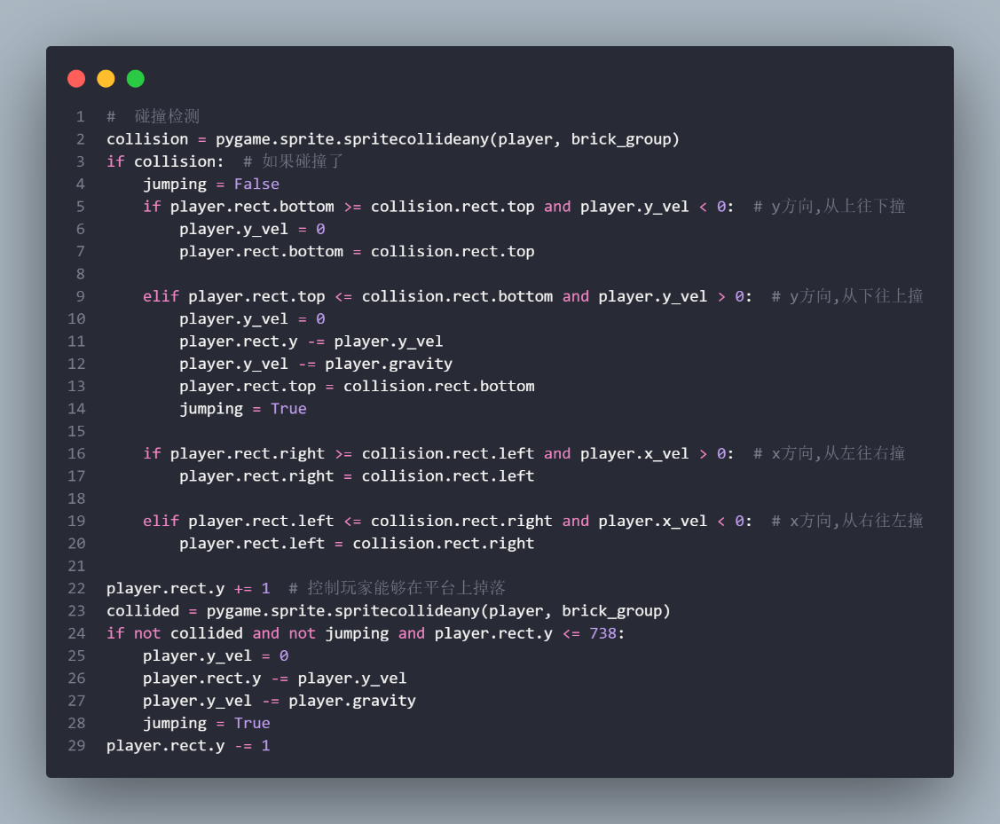 1 #  碰撞检测
2 collision = pygame.sprite.spritecollideany(player, brick_group)
3 if collision:  # 如果碰撞了
4     jumping = False
5     if player.rect.bottom >= collision.rect.top and player.y_vel < 0:  # y方向,从上往下撞
6         player.y_vel = 0
7         player.rect.bottom = collision.rect.top
8
9     elif player.rect.top <= collision.rect.bottom and player.y_vel > 0:  # y方向,从下往上撞
10         player.y_vel = 0
11         player.rect.y -= player.y_vel
12         player.y_vel -= player.gravity
13         player.rect.top = collision.rect.bottom
14         jumping = True
15
16     if player.rect.right >= collision.rect.left and player.x_vel > 0:  # x方向,从左往右撞
17         player.rect.right = collision.rect.left
18
19     elif player.rect.left <= collision.rect.right and player.x_vel < 0:  # x方向,从右往左撞
20         player.rect.left = collision.rect.right
21
22 player.rect.y += 1  # 控制玩家能够在平台上掉落
23 collided = pygame.sprite.spritecollideany(player, brick_group)
24 if not collided and not jumping and player.rect.y <= 738:
25     player.y_vel = 0
26     player.rect.y -= player.y_vel
27     player.y_vel -= player.gravity
28     jumping = True
29 player.rect.y -= 1